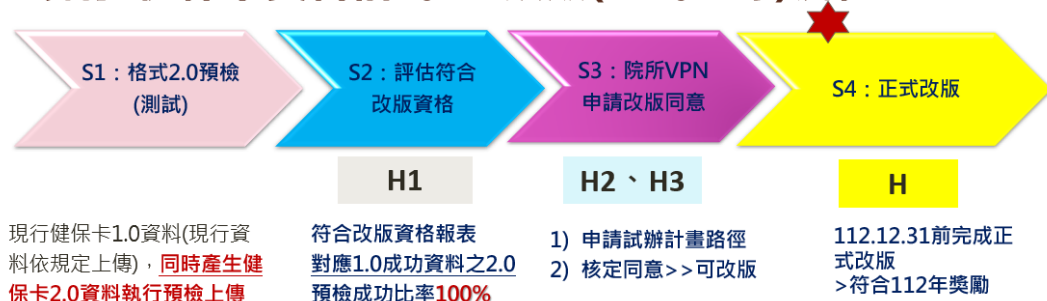 S1：格式2.0預檢
(測試)
S2：評估符合
改版資格
S3：院所VPN
申請改版同意
S4：正式改版
H1
H2、H3
H
現行健保卡1.0資料(現行資
料依規定上傳)，同時產生健
保卡2.0資料執行預檢上傳
符合改版資格報表
對應1.0成功資料之2.0
預檢成功比率100%
1) 申請試辦計畫路徑
2) 核定同意>>可改版
112.12.31前完成正
式改版
>符合112年獎勵